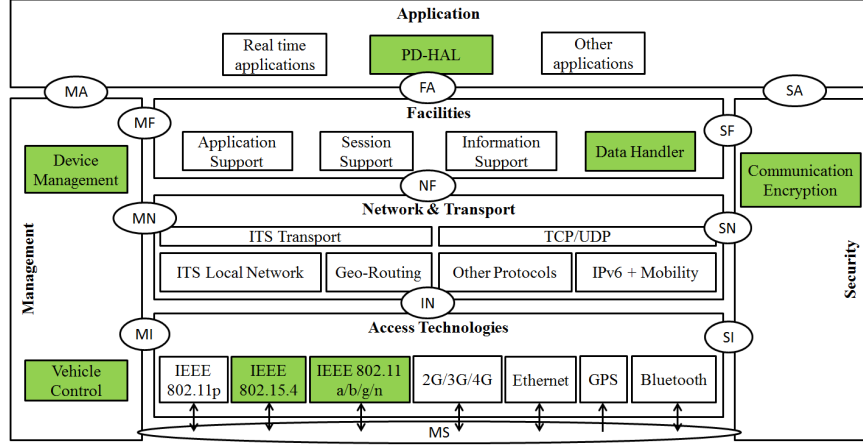 Application
Real time
applications
PD-HAL
Other
applications
MA
FA
SA
Facilities
MF
SF
Application
Support
Session
Support
Information
Support
Data Handler
Device
Management
Communication
Encryption
NF
Network & Transport
MN
SN
ITS Transport
TCP/UDP
ITS Local Network
Geo-Routing
Other Protocols
IPv6 + Mobility
Management
Security
IN
Access Technologies
MI
SI
Vehicle
Control
IEEE
802.11p
IEEE
802.15.4
IEEE 802.11
a/b/g/n
2G/3G/4G
Ethernet
GPS
Bluetooth
MS